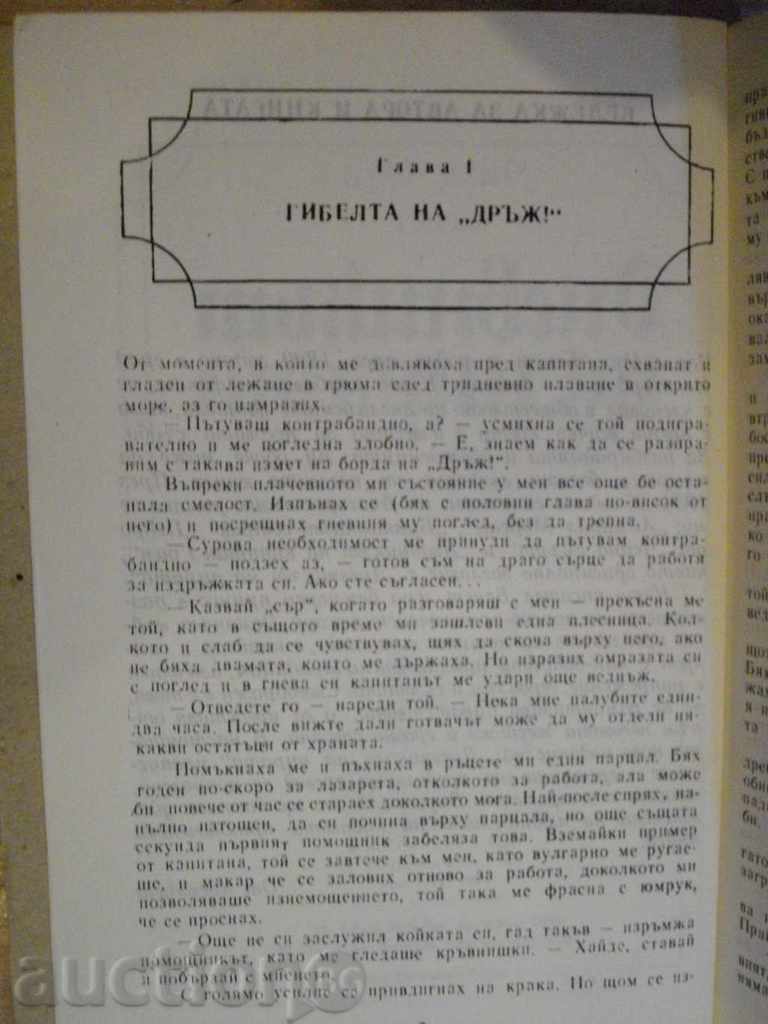 Глава I
ГИБЕЛТА НА „ДРЪЖ!“
От момента, в който ме довлякоха пред капитана, схванат и
гладен от лежане в трюма след тридневно плаване в открито
море, аз го намразих.
— Пътуваш контрабандно, а? — усмихна се той подигра-
вателно и ме погледна злобно. — Е, знаем как да се разпра-
вим с такава измет на борда на „Дръж!“.
Въпреки плачевното ми състояние у мен все още бе оста-
нала смелост. Изпънах се (бях с половин глава по-висок от
него) и посрещнах гневния му поглед, без да трепна.
—Сурова необходимост ме принуди да пътувам контра-
бандно — подзех аз, — готов съм на драго сърце да работя
за издръжката си. Ако сте съгласен...
—Казвай „сър“, когато разговаряш с мен — прекъсна ме
той, като в същото време ми зашлеви една плесница. Кол-
кото и слаб да се чувствувах, щях да скоча върху него, ако
не бяха двамата, които ме държаха. Но изразих омразата си
с поглед и в гнева си капитанът ме удари още веднъж.
— Отведете го — нареди той. — Нека мие палубите един-
два часа. После вижте дали готвачът може да му отдели ня-
какви остатъци от храната.
Помъкнаха ме и пъхнаха в ръцете ми един парцал. Бях
годен по-скоро за лазарета, отколкото за работа, ала може
би повече от час се стараех доколкото мога. Най-после спрях, на-
пълно изтощен, да си почина върху парцала, но още същата
секунда първият помощник забеляза това. Вземайки пример
от капитана, той се завтече към мен, като вулгарно ме ругае-
ше, и макар че се залових отново за работа, доколкото ми
позволяваше изнемощението, той така ме фрасна с юмрук,
че се проснах.
— Още не си заслужил койката си, гад такъв — изръмжа
помощникът, като ме гледаше кръвнишки. — Хайде, ставай
и побързай с миенето.
С голямо усилие се привдигнах на крака. Но щом се из-